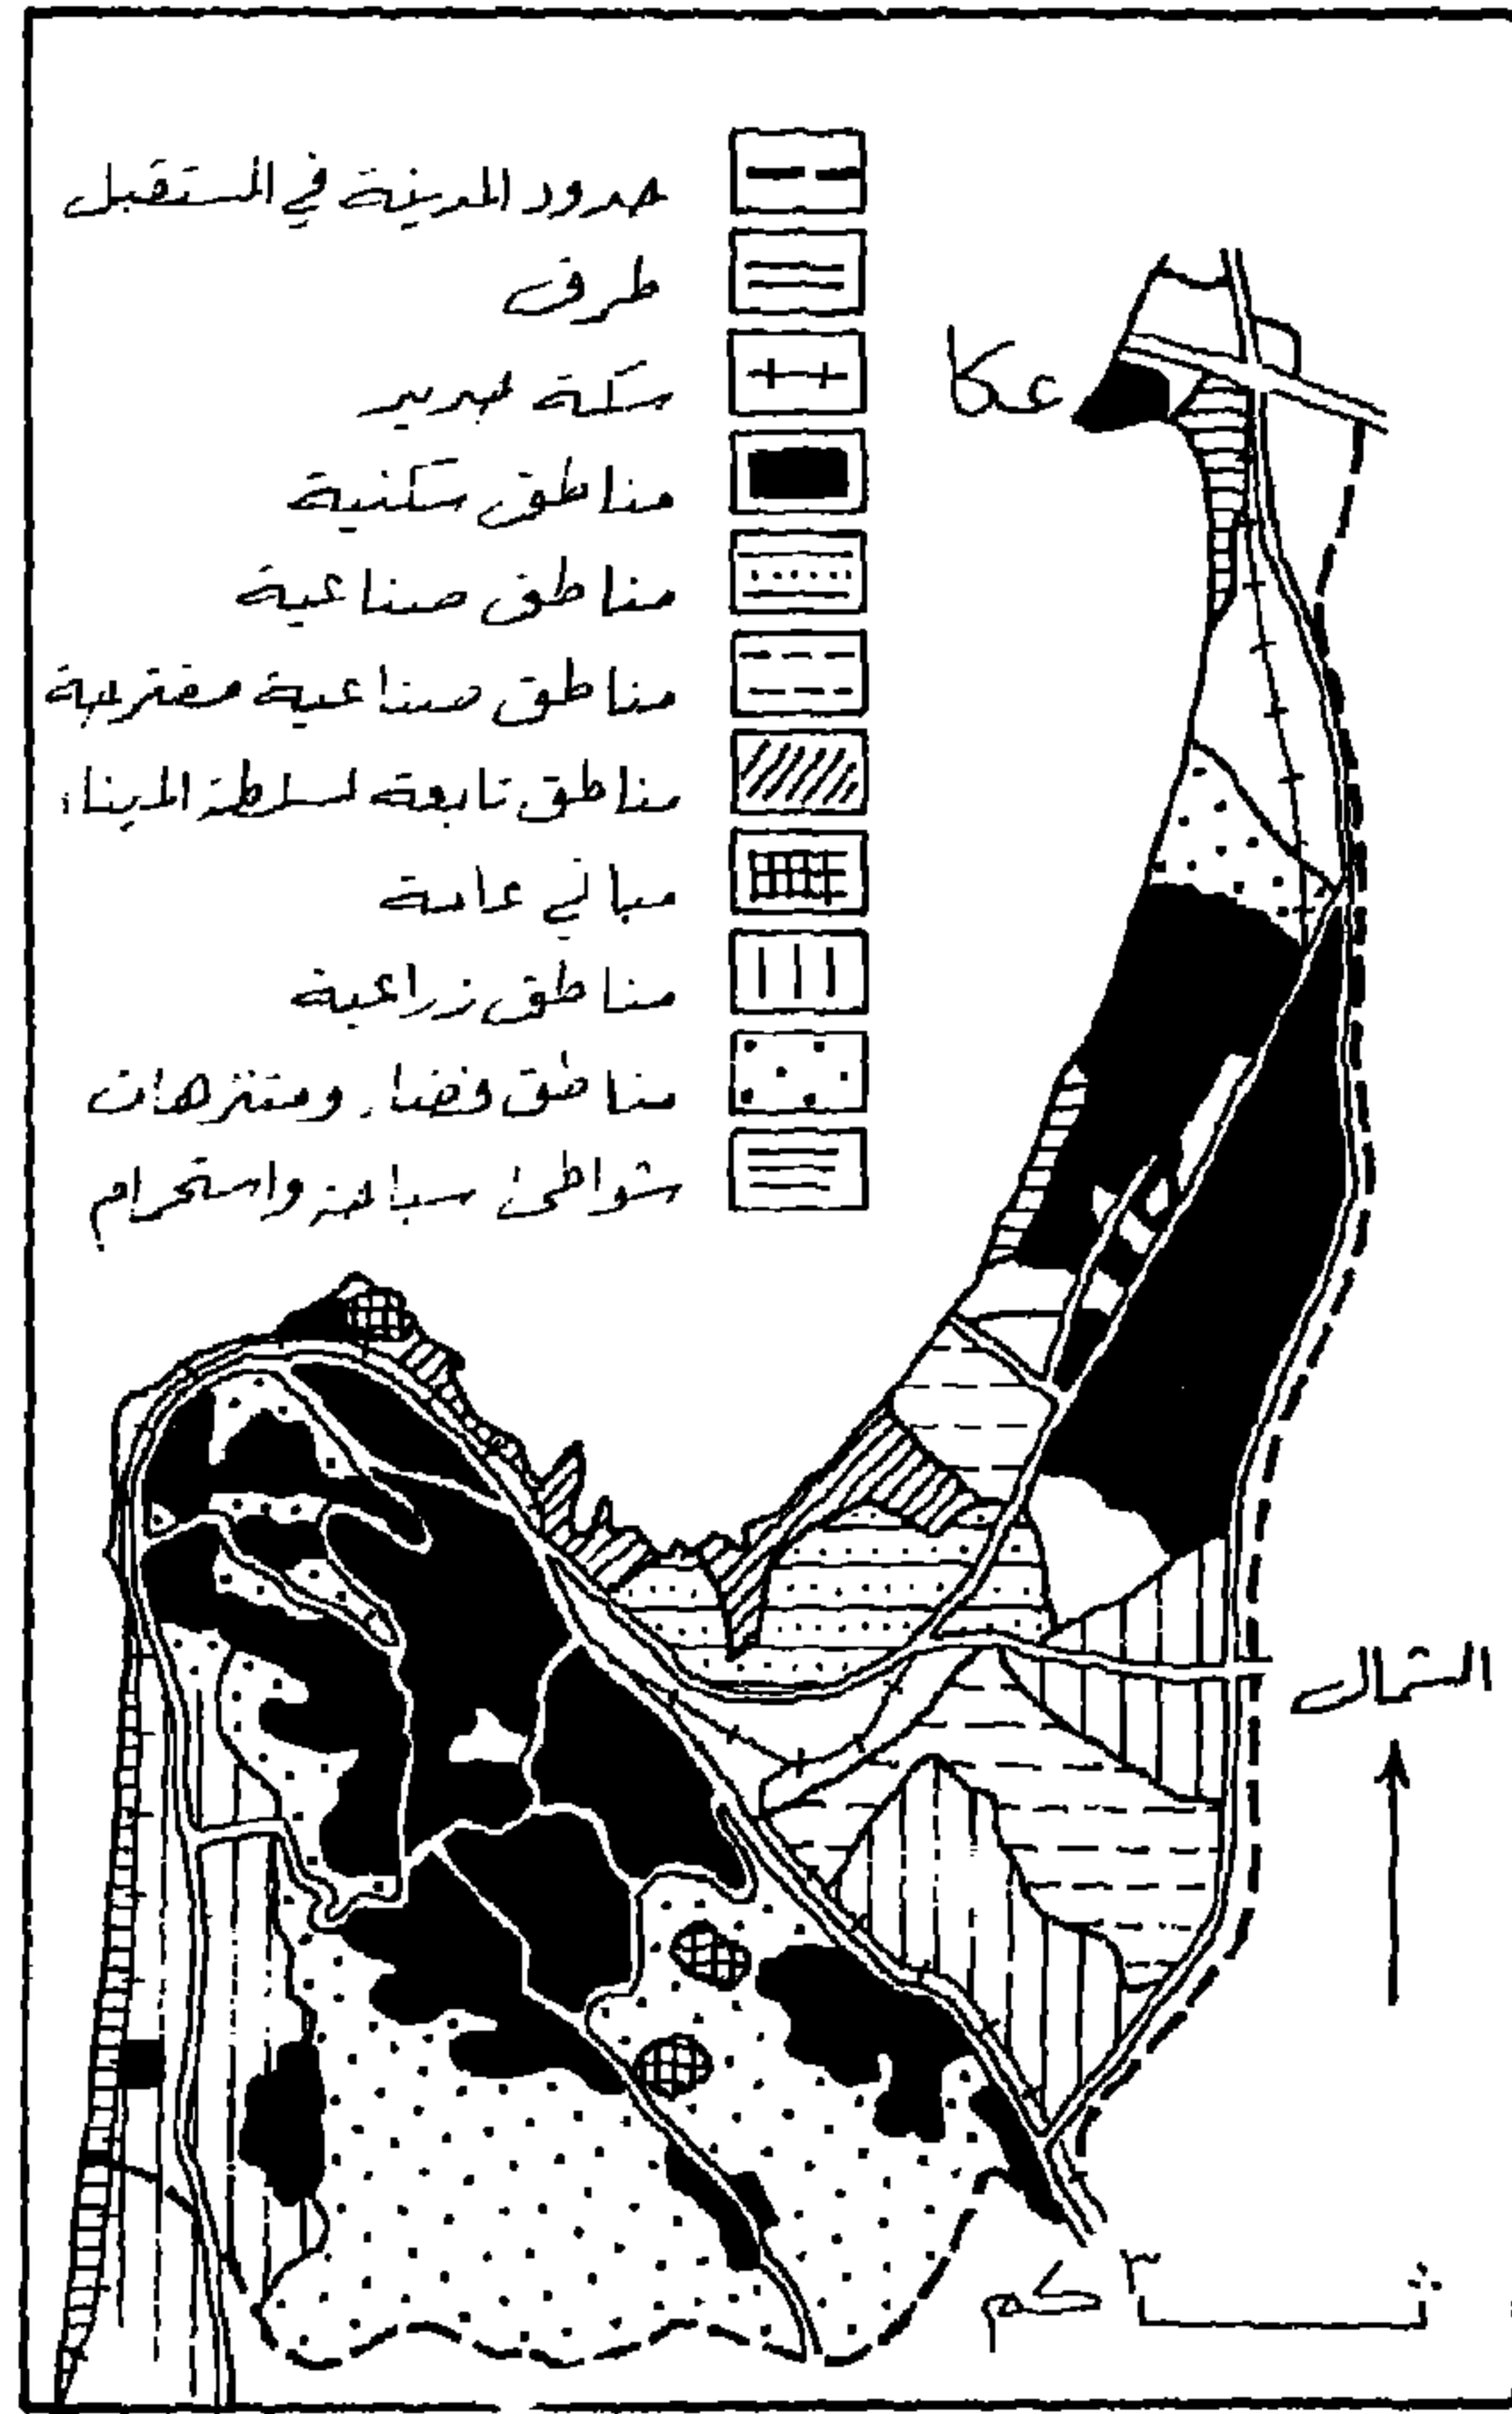 حدود المدينة في المستقبل
طرق
سكة حديد
مناطق سكنية
مناطق صناعية
مناطق صناعية مقترحة
مناطق تابعة لسلطة الميناء
مباني عامة
مناطق زراعية
مناطق فضاء ومتنزهات
شواطئ سباحة واستجمام
عكا
الشمال
كم